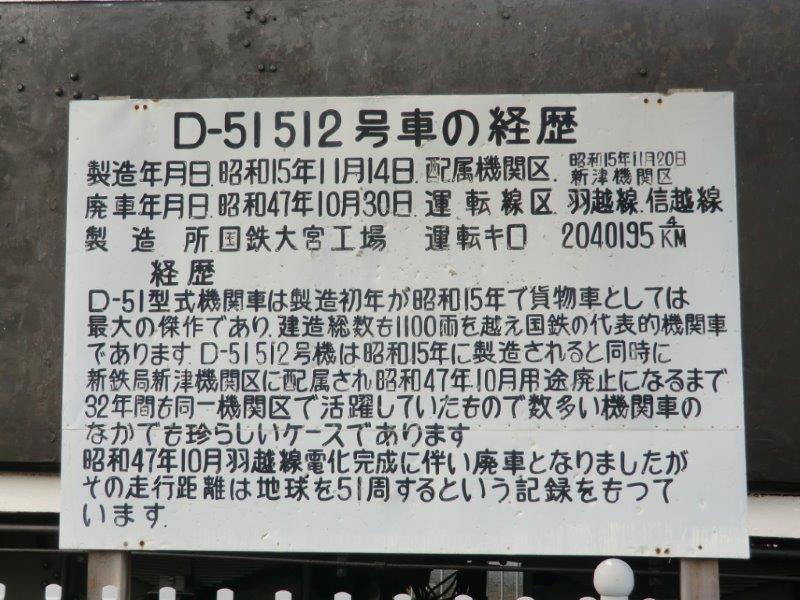 D-51512号車の経歴
製造年月日 昭和15年11月14日 配属機関区 昭和15年11月20日 新津機関区
廃車年月日 昭和47年10月30日 運転線区 羽越線.信越線
製造所 国鉄大宮工場 運転キロ 2040195.4KM
経歴
D-51型式機関車は製造初年が昭和15年で貨物車としては
最大の傑作であり、建造総数も1100両を越え国鉄の代表的機関車
であります.D-51512号機は昭和15年に製造されると同時に
新鉄局新津機関区に配属され昭和47年10月用途廃止になるまで
32年間も同一機関区で活躍していたもので数多い機関車の
なかでも珍らしいケースであります
昭和47年10月羽越線電化完成に伴い廃車となりましたが
その走行距離は地球を51周するという記録をもつて
います.